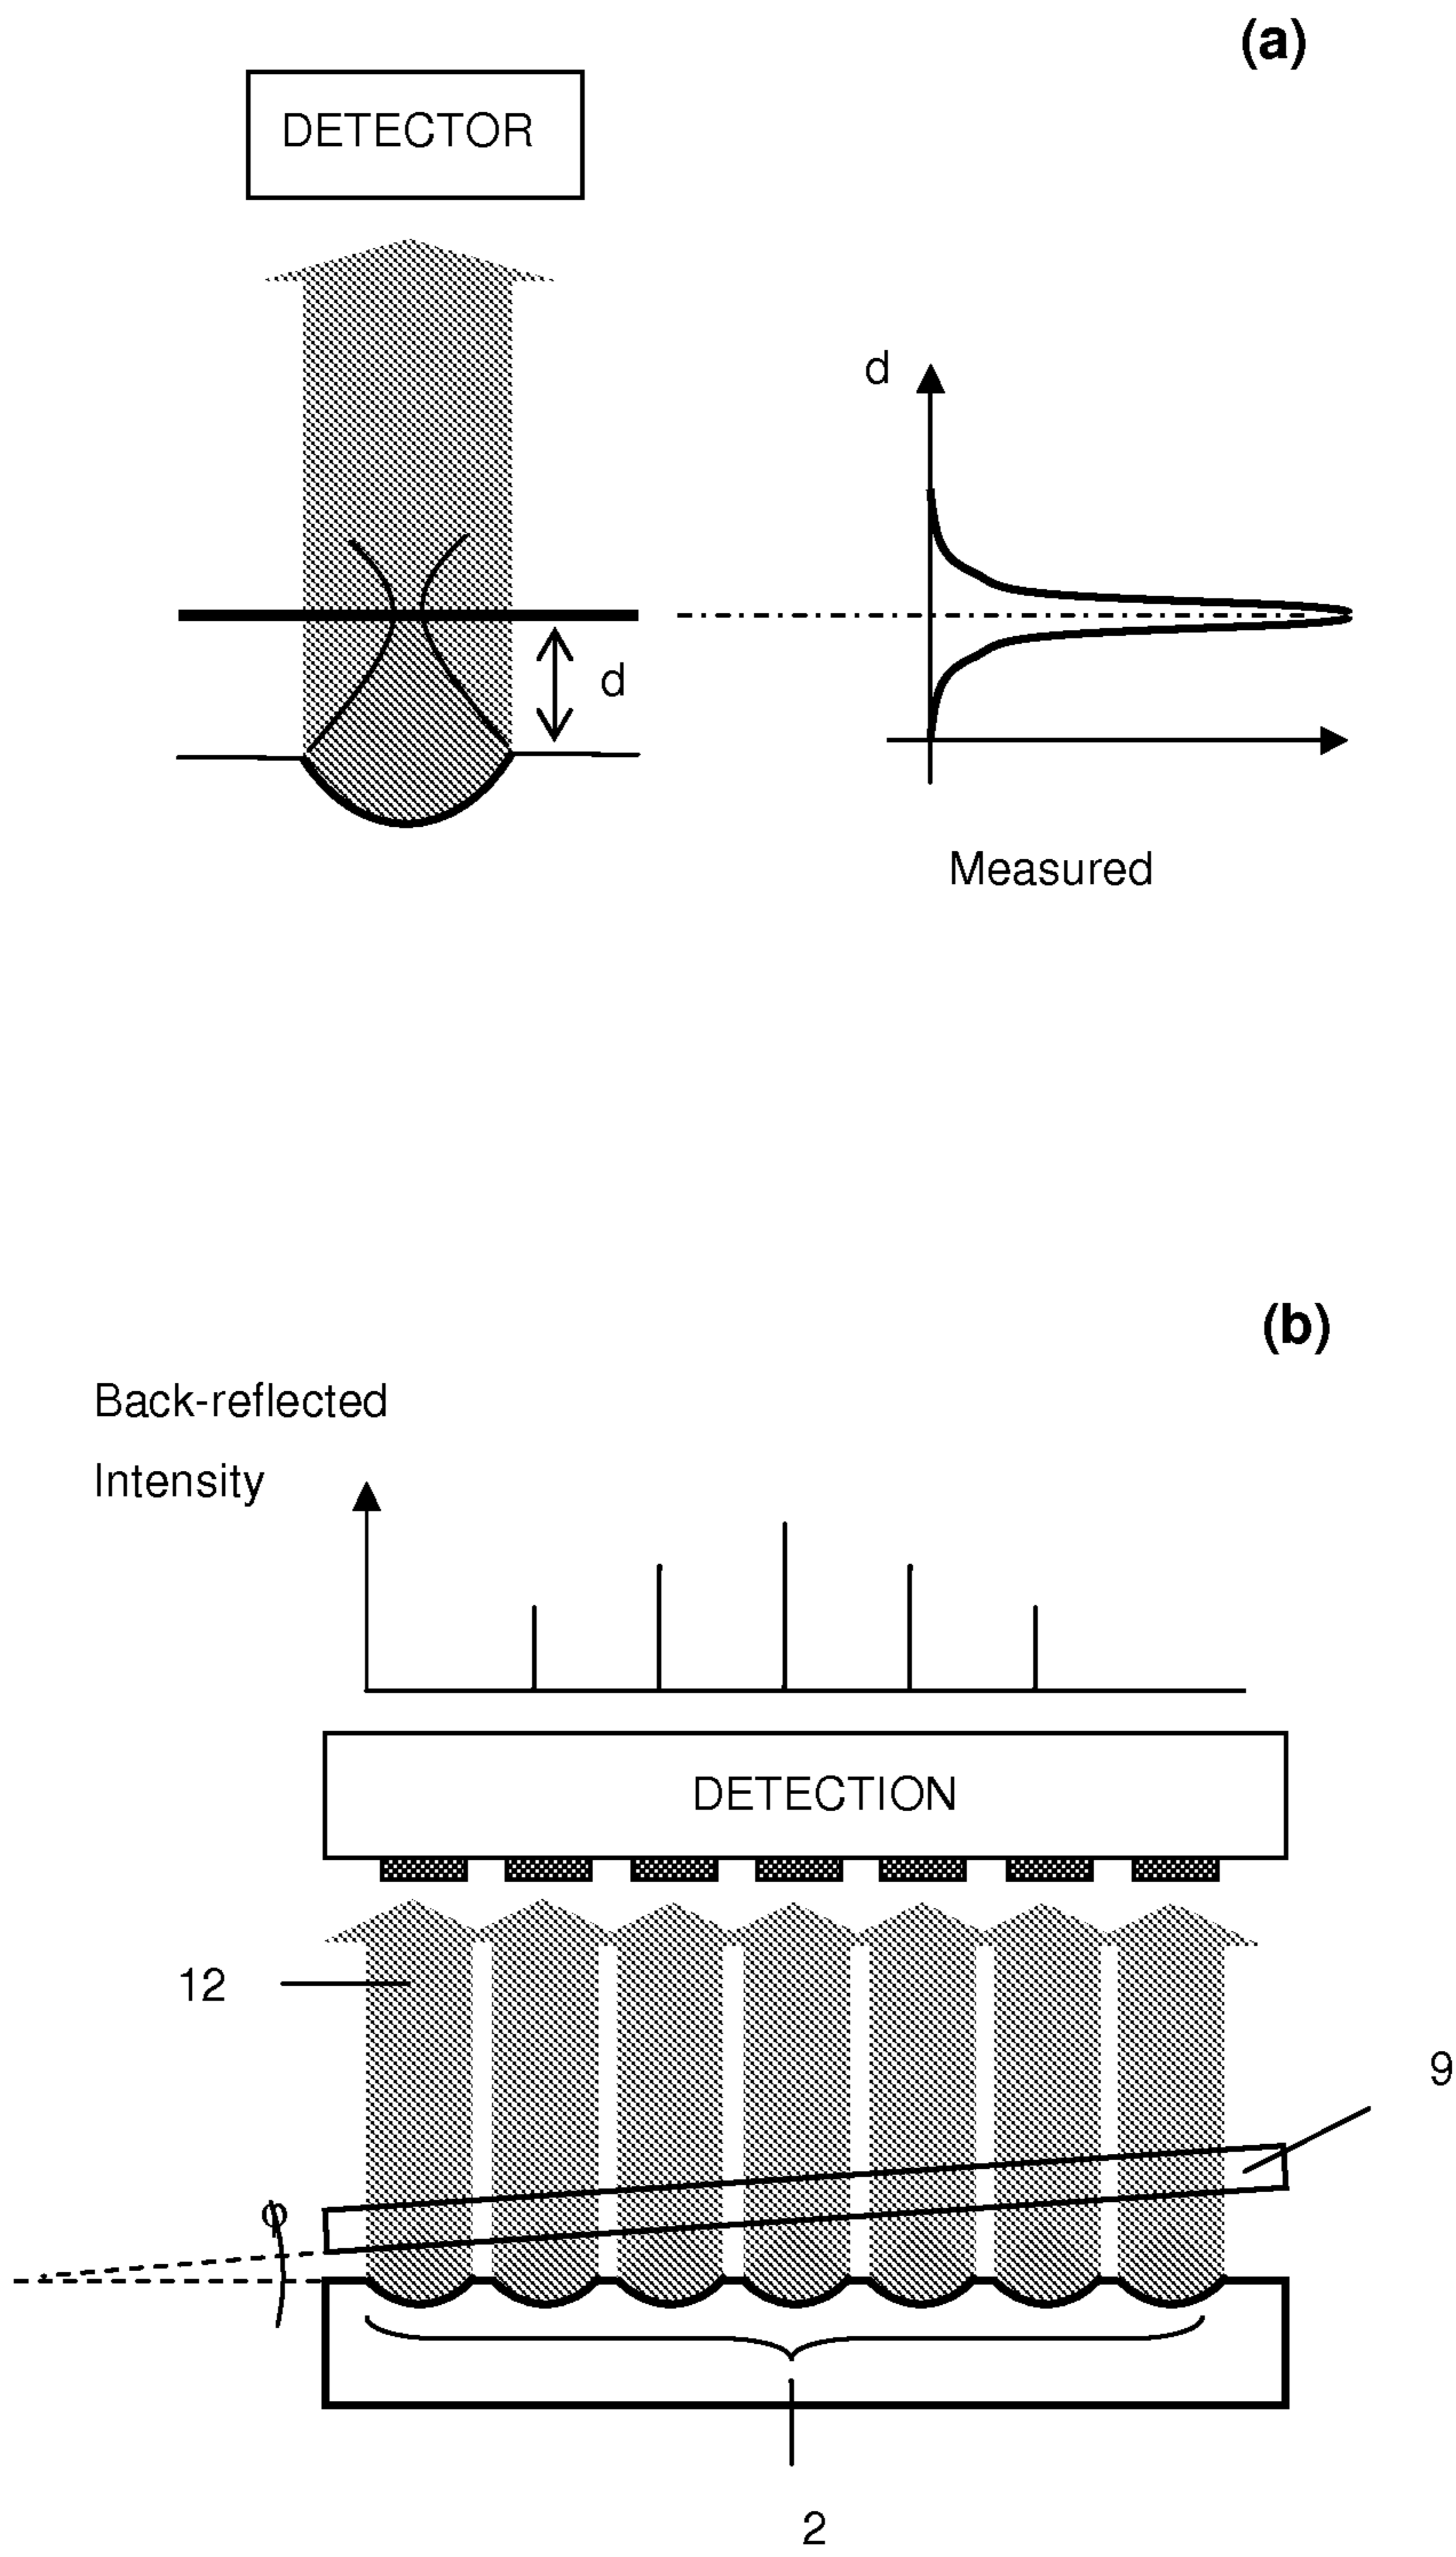 (a)
DETECTOR
d
d
Measured
(b)
Back-reflected
Intensity
DETECTION
12
9
φ
2